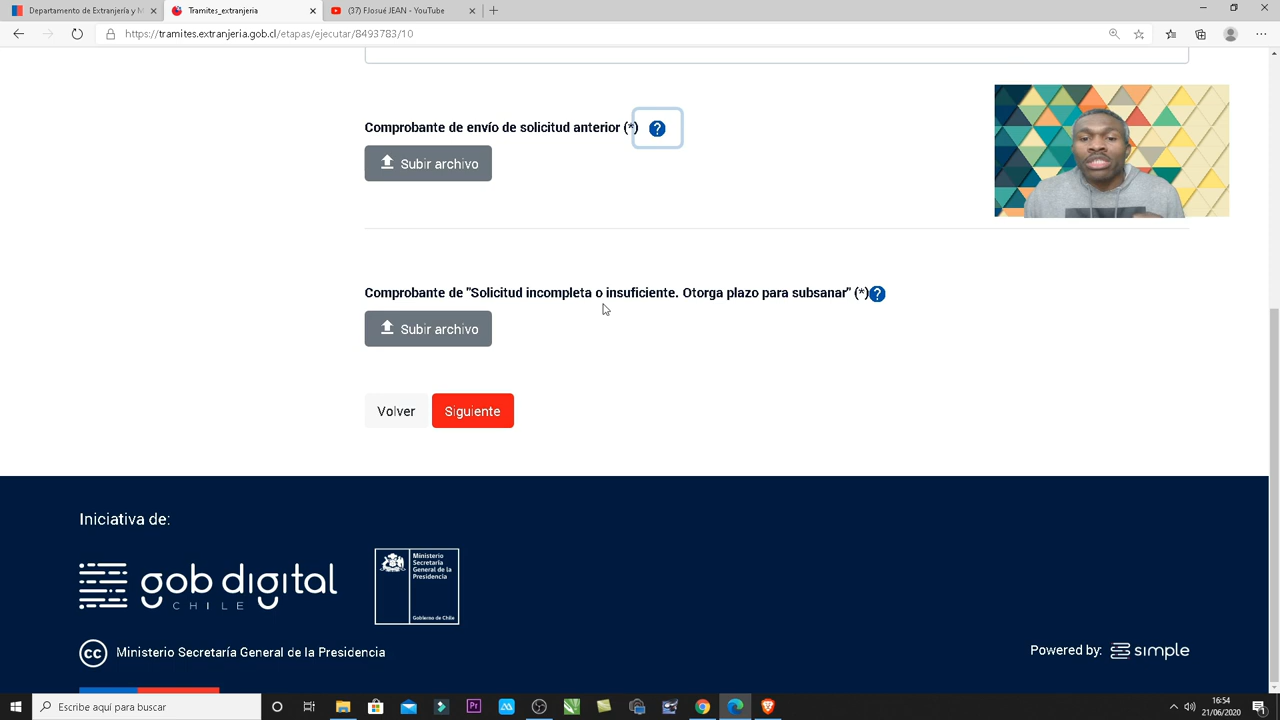 Departamento de Extranjería y M
Tramites_extranjeria
(37) FJosué JEAN - YouTube
https://tramites.extranjeria.gob.cl/etapas/ejecutar/8493783/10
Comprobante de envío de solicitud anterior (*)
?
Subir archivo
Comprobante de "Solicitud incompleta o insuficiente. Otorga plazo para subsanar" (*)
?
Subir archivo
Volver
Siguiente
Iniciativa de:
gob digital
CHILE
Ministerio
Secretaría
General de la
Presidencia
Gobierno de Chile
cc
Ministerio Secretaría General de la Presidencia
Powered by:
simple
Escribe aquí para buscar
Pr
16:54
21/06/2020